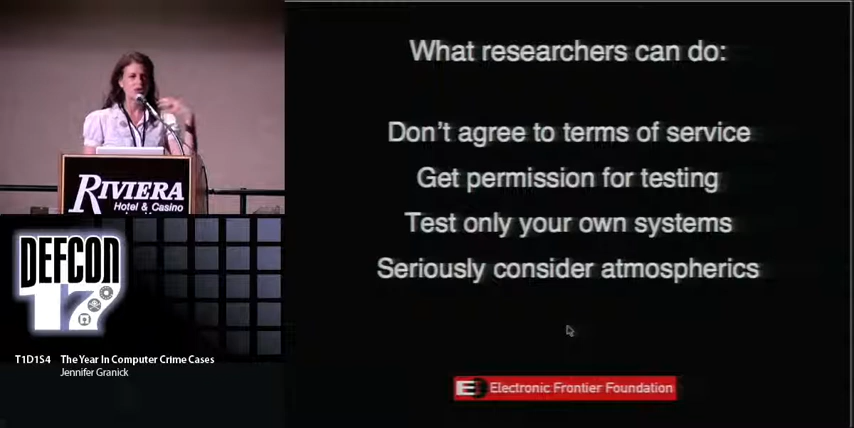 What researchers can do:
Don't agree to terms of service
Get permission for testing
Test only your own systems
Seriously consider atmospherics
Electronic Frontier Foundation
RIVIERA
Hotel & Casino
DEFCON
17
T1D1S4 The Year In Computer Crime Cases
Jennifer Granick